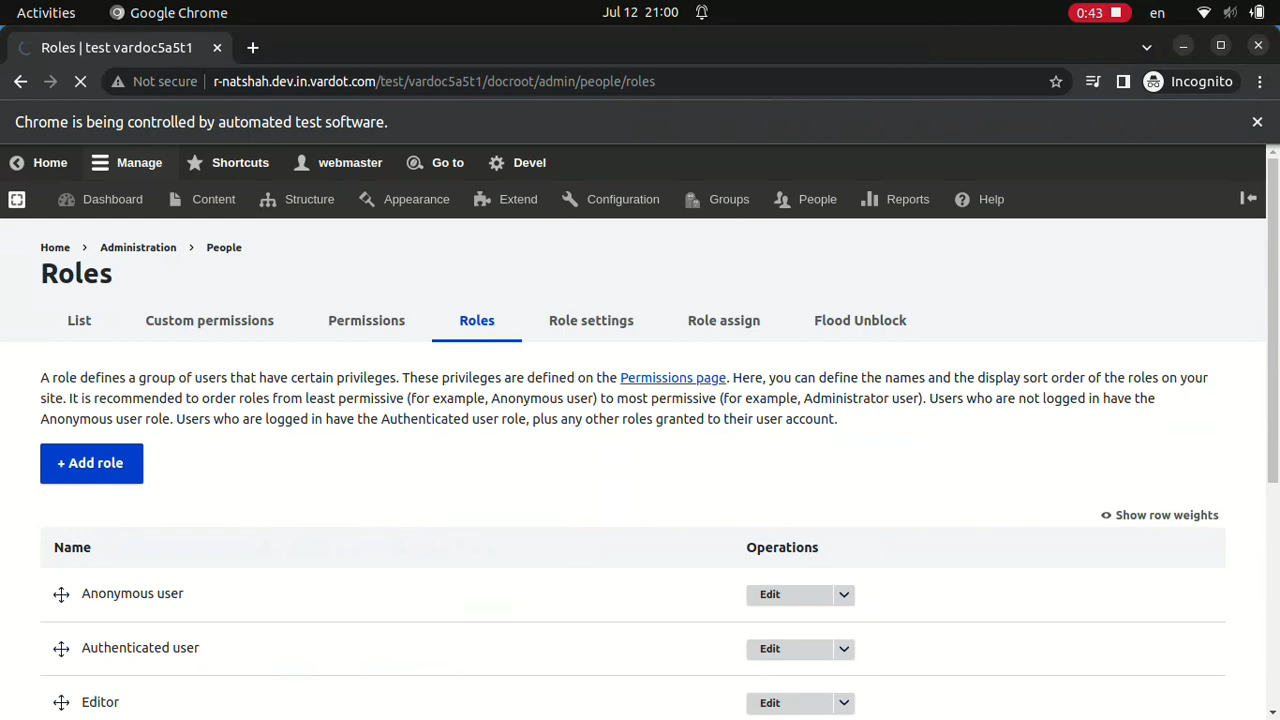 Activities Google Chrome Jul 12 21:00 0:43 en
Roles | test vardoc5a5t1
Not secure r-natshah.dev.in.vardot.com/test/vardoc5a5t1/docroot/admin/people/roles Incognito
Chrome is being controlled by automated test software.
Home Manage Shortcuts webmaster Go to Devel
Dashboard Content Structure Appearance Extend Configuration Groups People Reports Help
Home Administration People
Roles
List Custom permissions Permissions Roles Role settings Role assign Flood Unblock
A role defines a group of users that have certain privileges. These privileges are defined on the Permissions page. Here, you can define the names and the display sort order of the roles on your
site. It is recommended to order roles from least permissive (for example, Anonymous user) to most permissive (for example, Administrator user). Users who are not logged in have the
Anonymous user role. Users who are logged in have the Authenticated user role, plus any other roles granted to their user account.
+ Add role
Show row weights
Name Operations
Anonymous user Edit
Authenticated user Edit
Editor Edit